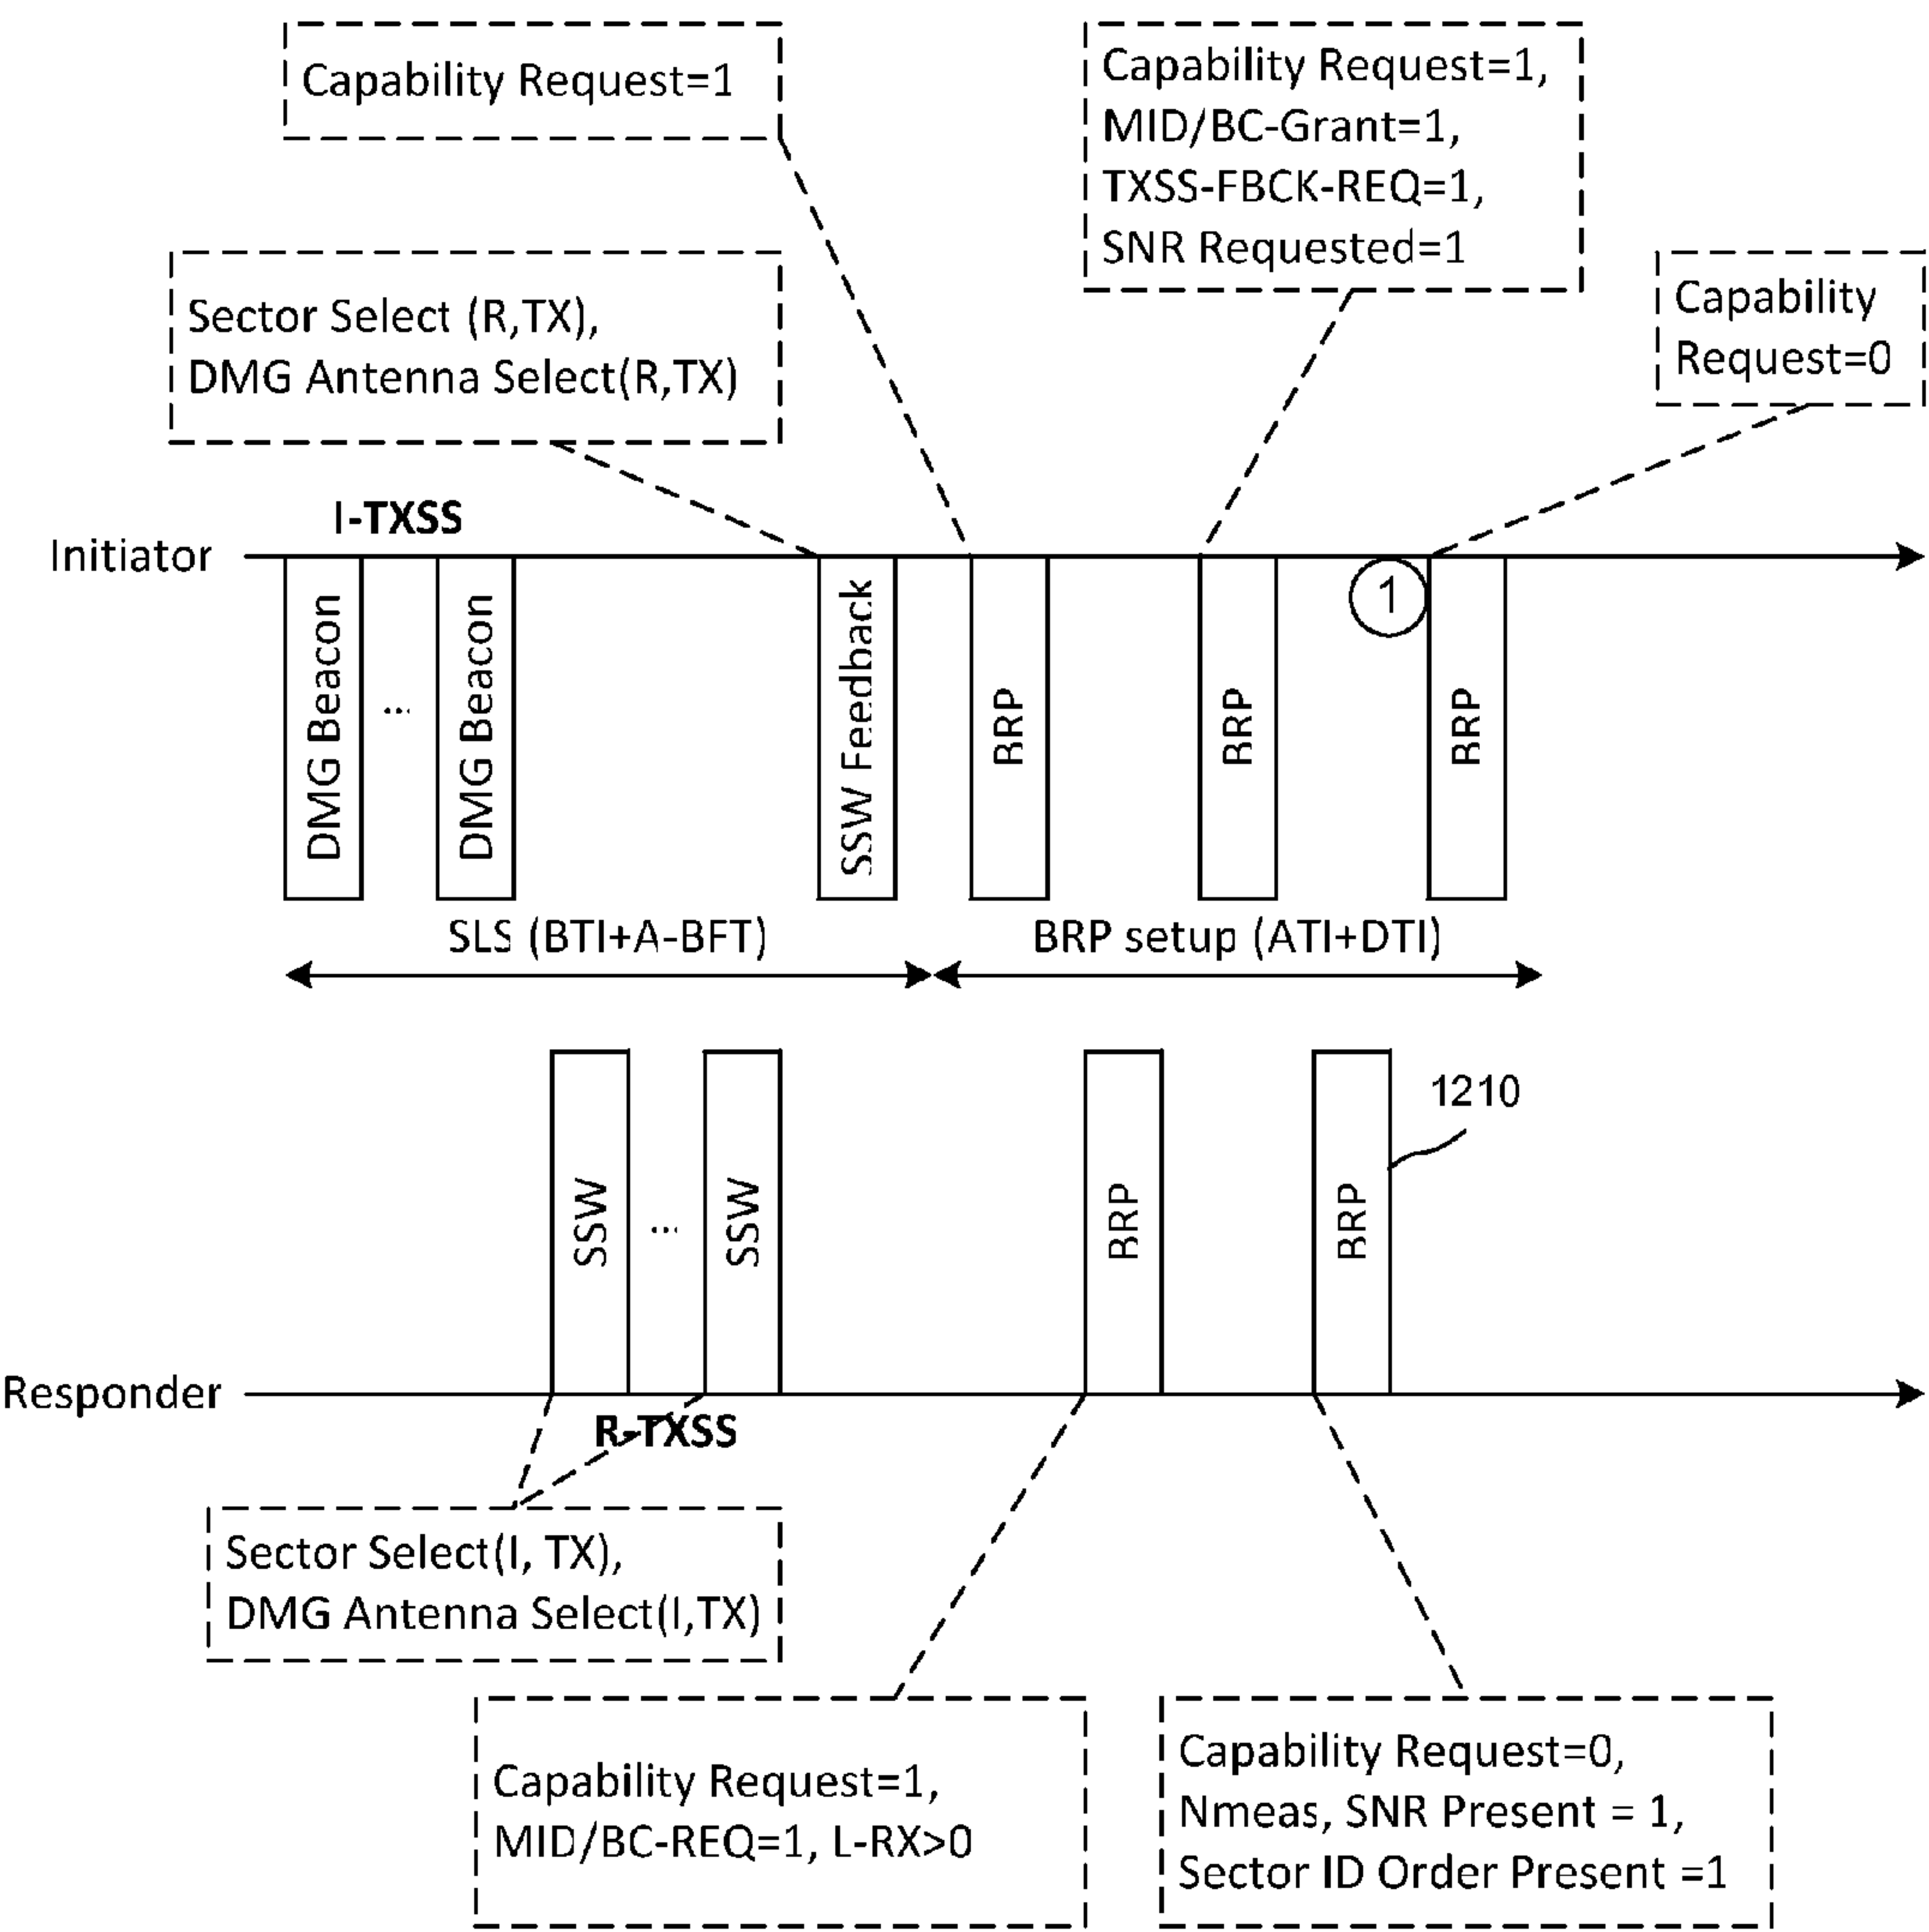 Capability Request=1
Capability Request=1,
MID/BC-Grant=1,
TXSS-FBCK-REQ=1,
SNR Requested=1
Sector Select (R,TX),
DMG Antenna Select(R,TX)
Capability
Request=0
I-TXSS
Initiator
1
DMG Beacon
...
DMG Beacon
SSW Feedback
BRP
BRP
BRP
SLS (BTI+A-BFT)
BRP setup (ATI+DTI)
1210
SSW
...
SSW
BRP
BRP
Responder
R-TXSS
Sector Select(I, TX),
DMG Antenna Select(I,TX)
Capability Request=1,
MID/BC-REQ=1, L-RX>0
Capability Request=0,
Nmeas, SNR Present = 1,
Sector ID Order Present =1